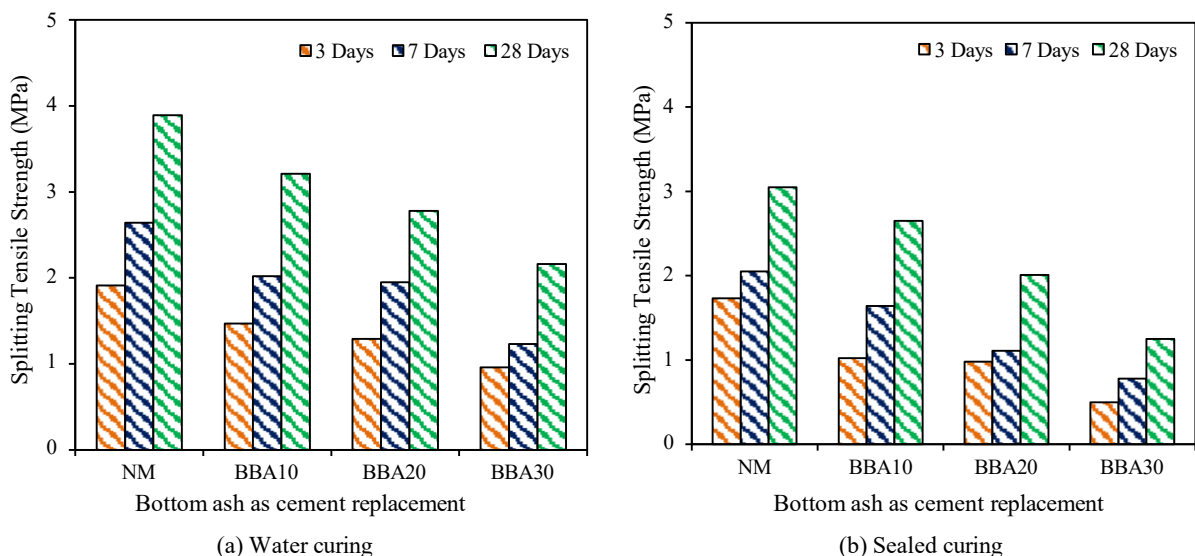 5
4
3
2
1
0
Splitting Tensile Strength (MPa)
3 Days 7 Days 28 Days
NM BBA10 BBA20 BBA30
Bottom ash as cement replacement
(a) Water curing
5
4
3
2
1
0
Splitting Tensile Strength (MPa)
3 Days 7 Days 28 Days
NM BBA10 BBA20 BBA30
Bottom ash as cement replacement
(b) Sealed curing